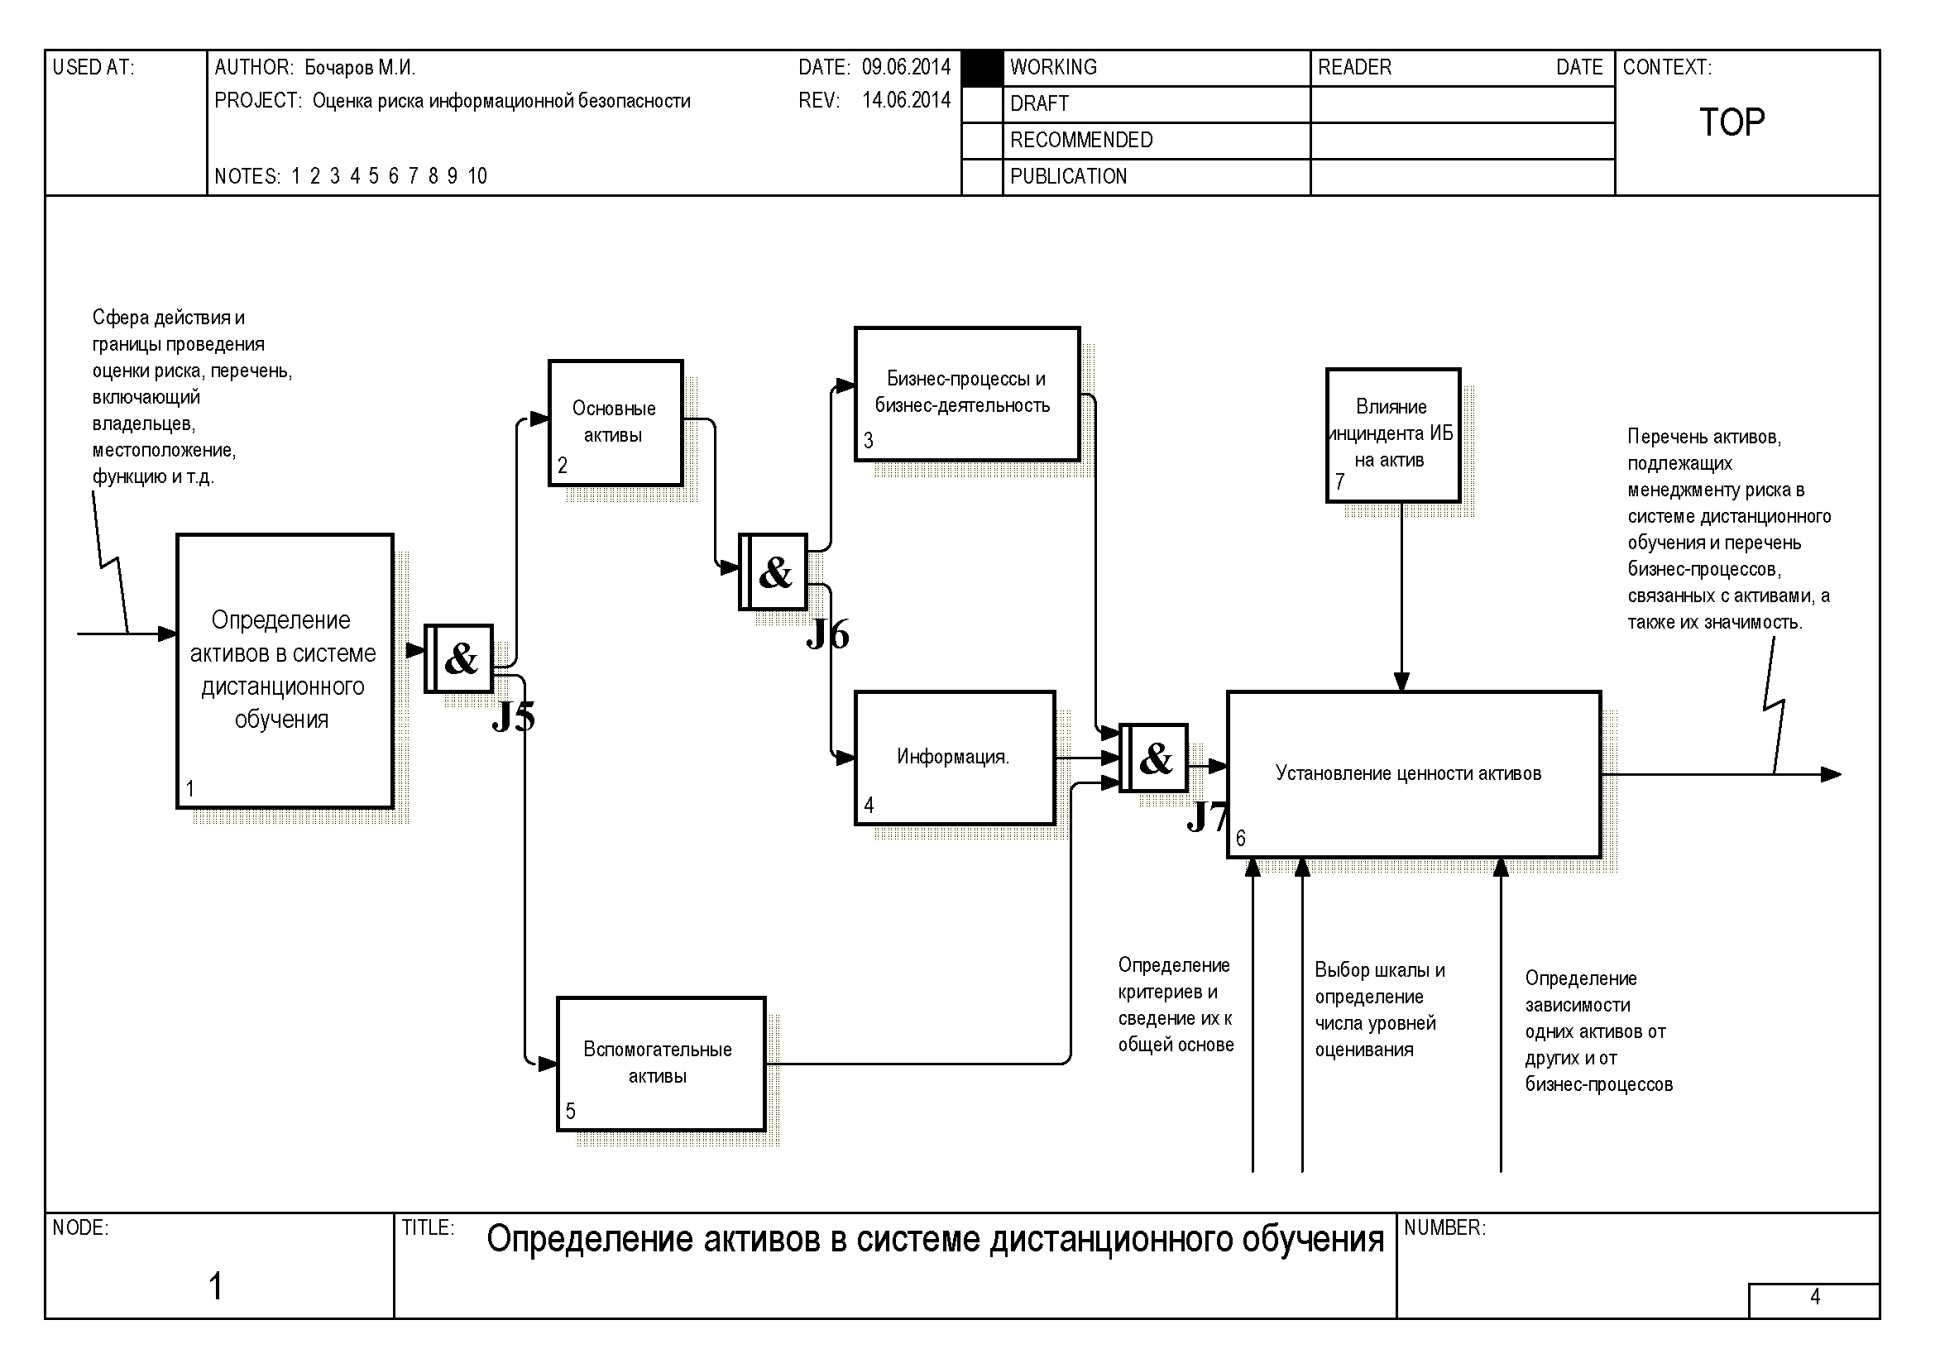 USED AT:
AUTHOR: Бочаров М.И.
DATE: 09.06.2014
PROJECT: Оценка риска информационной безопасности
REV: 14.06.2014
NOTES: 1 2 3 4 5 6 7 8 9 10
WORKING
DRAFT
RECOMMENDED
PUBLICATION
READER
DATE
CONTEXT:
TOP
Сфера действия и
границы проведения
оценки риска, перечень,
включающий
владельцев,
местоположение,
функцию и т.д.
Определение
активов в системе
дистанционного
обучения
1
&
J5
Основные
активы
2
&
J6
Бизнес-процессы и
бизнес-деятельность
3
Информация.
4
Вспомогательные
активы
5
&
J7
Влияние
инциндента ИБ
на актив
7
Установление ценности активов
6
Перечень активов,
подлежащих
менеджменту риска в
системе дистанционного
обучения и перечень
бизнес-процессов,
связанных с активами, а
также их значимость.
Определение
критериев и
сведение их к
общей основе
Выбор шкалы и
определение
числа уровней
оценивания
Определение
зависимости
одних активов от
других и от
бизнес-процессов
NODE:
1
TITLE:
Определение активов в системе дистанционного обучения
NUMBER:
4